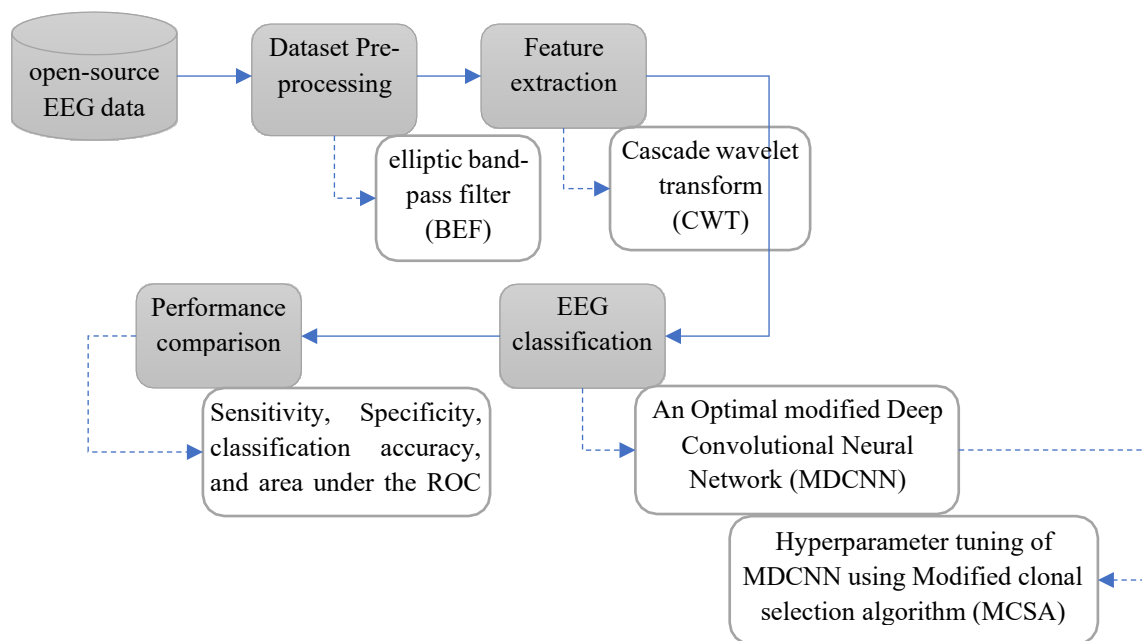 open-source
EEG data
Dataset Pre-
processing
Feature
extraction
elliptic band-
pass filter
(BEF)
Cascade wavelet
transform
(CWT)
Performance
comparison
EEG
classification
Sensitivity, Specificity,
classification accuracy,
and area under the ROC
An Optimal modified Deep
Convolutional Neural
Network (MDCNN)
Hyperparameter tuning of
MDCNN using Modified clonal
selection algorithm (MCSA)